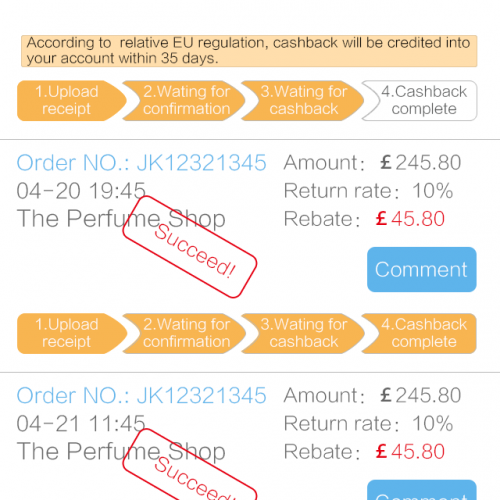 According to relative EU regulation, cashback will be credited into
your account within 35 days.
1.Upload receipt
2.Wating for confirmation
3.Wating for cashback
4.Cashback complete
Order NO.: JK12321345 Amount: £245.80
04-20 19:45 Return rate: 10%
The Perfume Shop Rebate: £45.80
Succeed!
Comment
1.Upload receipt
2.Wating for confirmation
3.Wating for cashback
4.Cashback complete
Order NO.: JK12321345 Amount: £245.80
04-21 11:45 Return rate: 10%
The Perfume Shop Rebate: £45.80
Succeed!
Comment